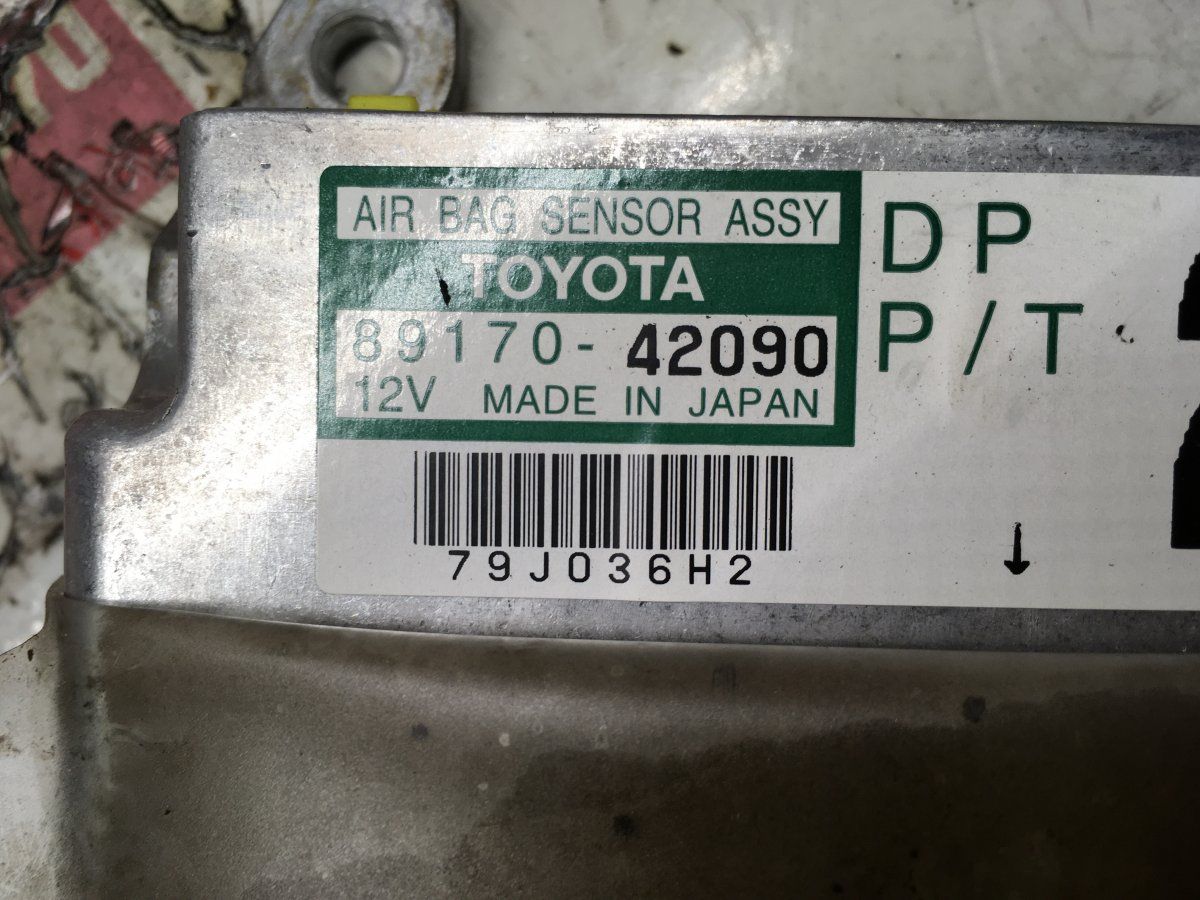 AIR BAG SENSOR ASSY
TOYOTA
89170-42090
12V MADE IN JAPAN
DP
P/T
79J036H2